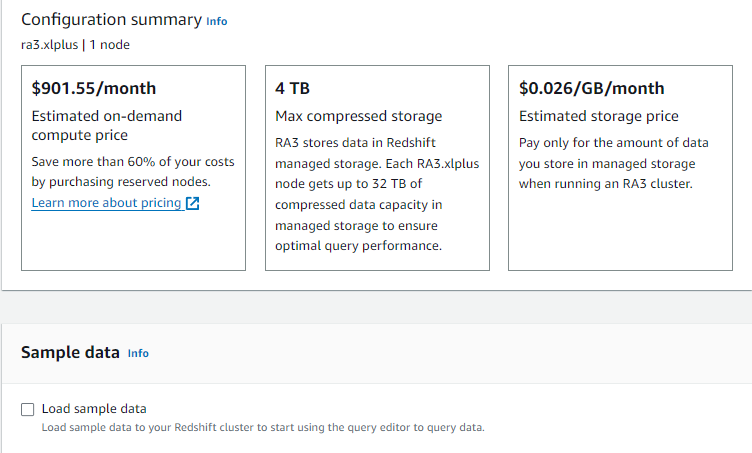 Configuration summary Info
ra3.xlplus | 1 node
$901.55/month
Estimated on-demand
compute price
Save more than 60% of your costs
by purchasing reserved nodes.
Learn more about pricing
4 TB
Max compressed storage
RA3 stores data in Redshift
managed storage. Each RA3.xlplus
node gets up to 32 TB of
compressed data capacity in
managed storage to ensure
optimal query performance.
$0.026/GB/month
Estimated storage price
Pay only for the amount of data
you store in managed storage
when running an RA3 cluster.
Sample data Info
Load sample data
Load sample data to your Redshift cluster to start using the query editor to query data.